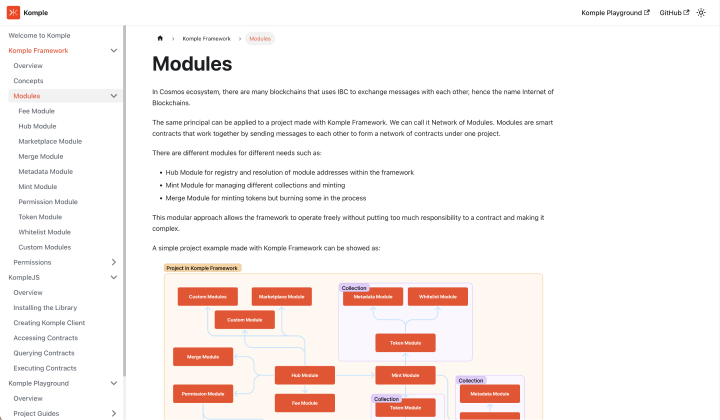 Komple
Komple Playground
GitHub
Welcome to Komple
Komple Framework
Overview
Concepts
Modules
Fee Module
Hub Module
Marketplace Module
Merge Module
Metadata Module
Mint Module
Permission Module
Token Module
Whitelist Module
Custom Modules
Permissions
KompleJS
Overview
Installing the Library
Creating Komple Client
Accessing Contracts
Querying Contracts
Executing Contracts
Komple Playground
Overview
Project Guides
Komple Framework
Modules
Modules
In Cosmos ecosystem, there are many blockchains that uses IBC to exchange messages with each other, hence the name Internet of
Blockchains.
The same principal can be applied to a project made with Komple Framework. We can call it Network of Modules. Modules are smart
contracts that work together by sending messages to each other to form a network of contracts under one project.
There are different modules for different needs such as:
• Hub Module for registry and resolution of module addresses within the framework
• Mint Module for managing different collections and minting
• Merge Module for minting tokens but burning some in the process
This modular approach allows the framework to operate freely without putting too much responsibility to a contract and making it
complex.
A simple project example made with Komple Framework can be showed as:
Project in Komple Framework
Custom Modules
Marketplace Module
Custom Module
Collection
Metadata Module
Whitelist Module
Token Module
Merge Module
Hub Module
Mint Module
Permission Module
Fee Module
Collection
Token Module
Collection
Metadata Module